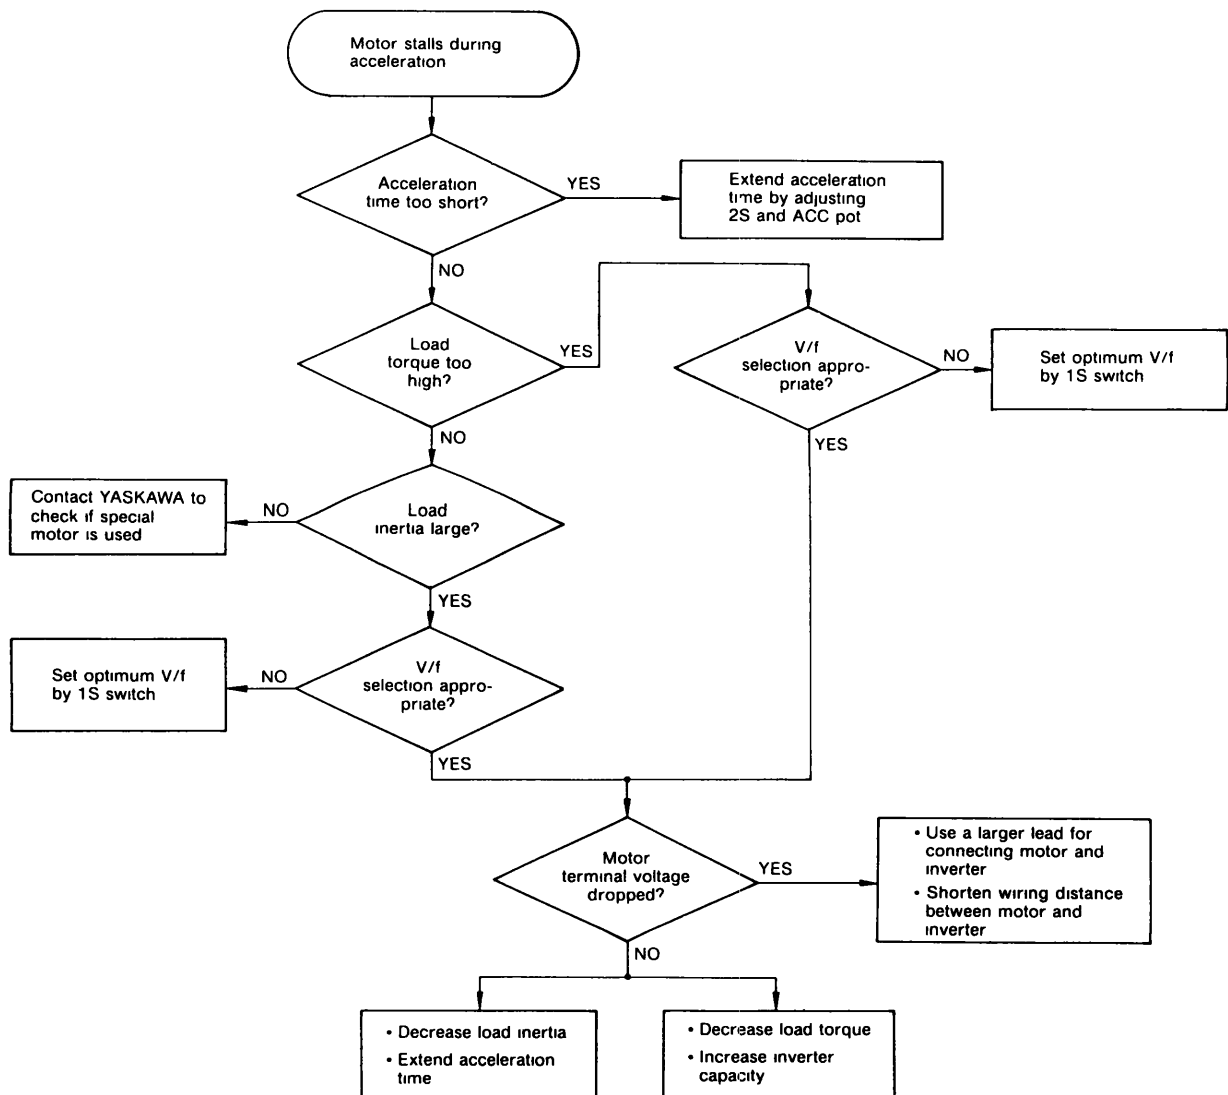 Motor stalls during
acceleration
Acceleration
time too short?
YES
Extend acceleration
time by adjusting
2S and ACC pot
NO
Load
torque too
high?
YES
V/f
selection appro-
priate?
NO
Set optimum V/f
by 1S switch
NO
YES
Contact YASKAWA to
check if special
motor is used
NO
Load
inertia large?
YES
Set optimum V/f
by 1S switch
NO
V/f
selection appro-
priate?
YES
Motor
terminal voltage
dropped?
YES
• Use a larger lead for
connecting motor and
inverter
• Shorten wiring distance
between motor and
inverter
NO
• Decrease load inertia
• Extend acceleration
time
• Decrease load torque
• Increase inverter
capacity